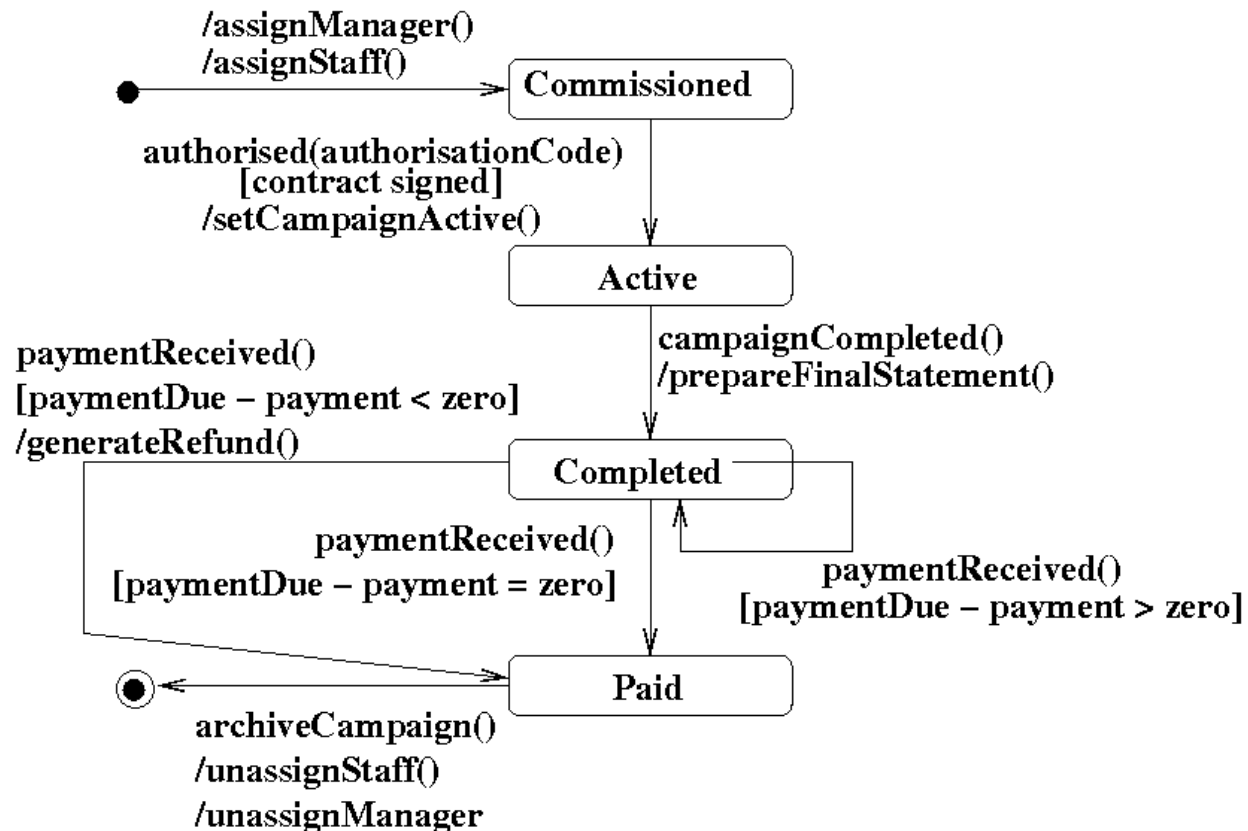 /assignManager()
/assignStaff()
Commissioned
authorised(authorisationCode)
[contract signed]
/setCampaignActive()
Active
campaignCompleted()
/prepareFinalStatement()
paymentReceived()
[paymentDue – payment < zero]
/generateRefund()
Completed
paymentReceived()
[paymentDue – payment = zero]
paymentReceived()
[paymentDue – payment > zero]
Paid
archiveCampaign()
/unassignStaff()
/unassignManager